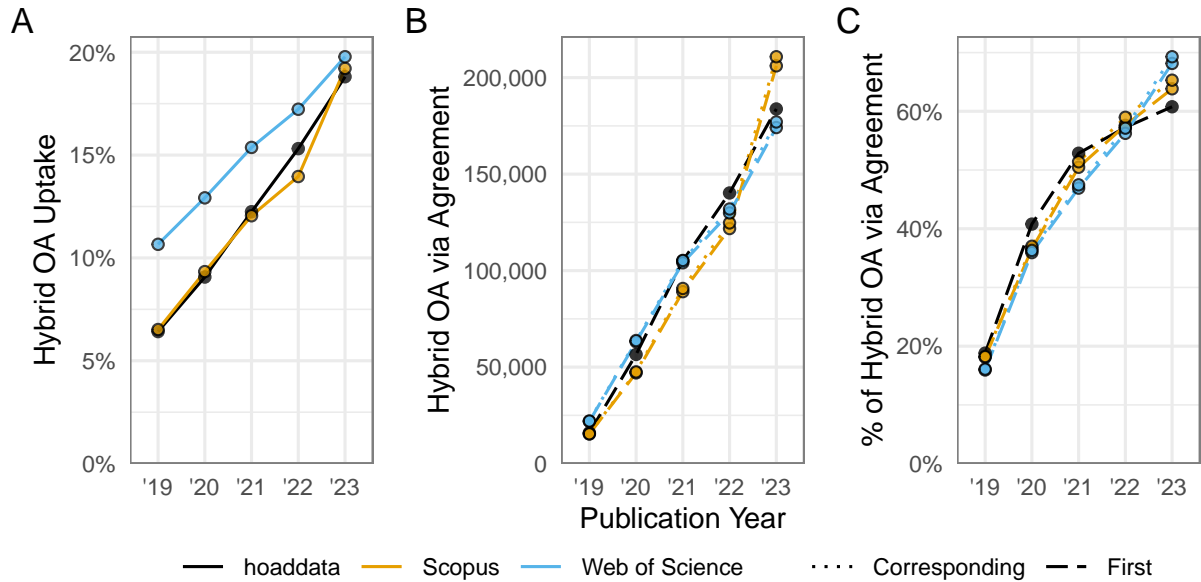 A
Hybrid OA Uptake
20%
15%
10%
5%
0%
'19 '20 '21 '22 '23
B
Hybrid OA via Agreement
200,000
150,000
100,000
50,000
0
'19 '20 '21 '22 '23
C
% of Hybrid OA via Agreement
60%
40%
20%
0%
'19 '20 '21 '22 '23
Publication Year
hoaddata Scopus Web of Science Corresponding First